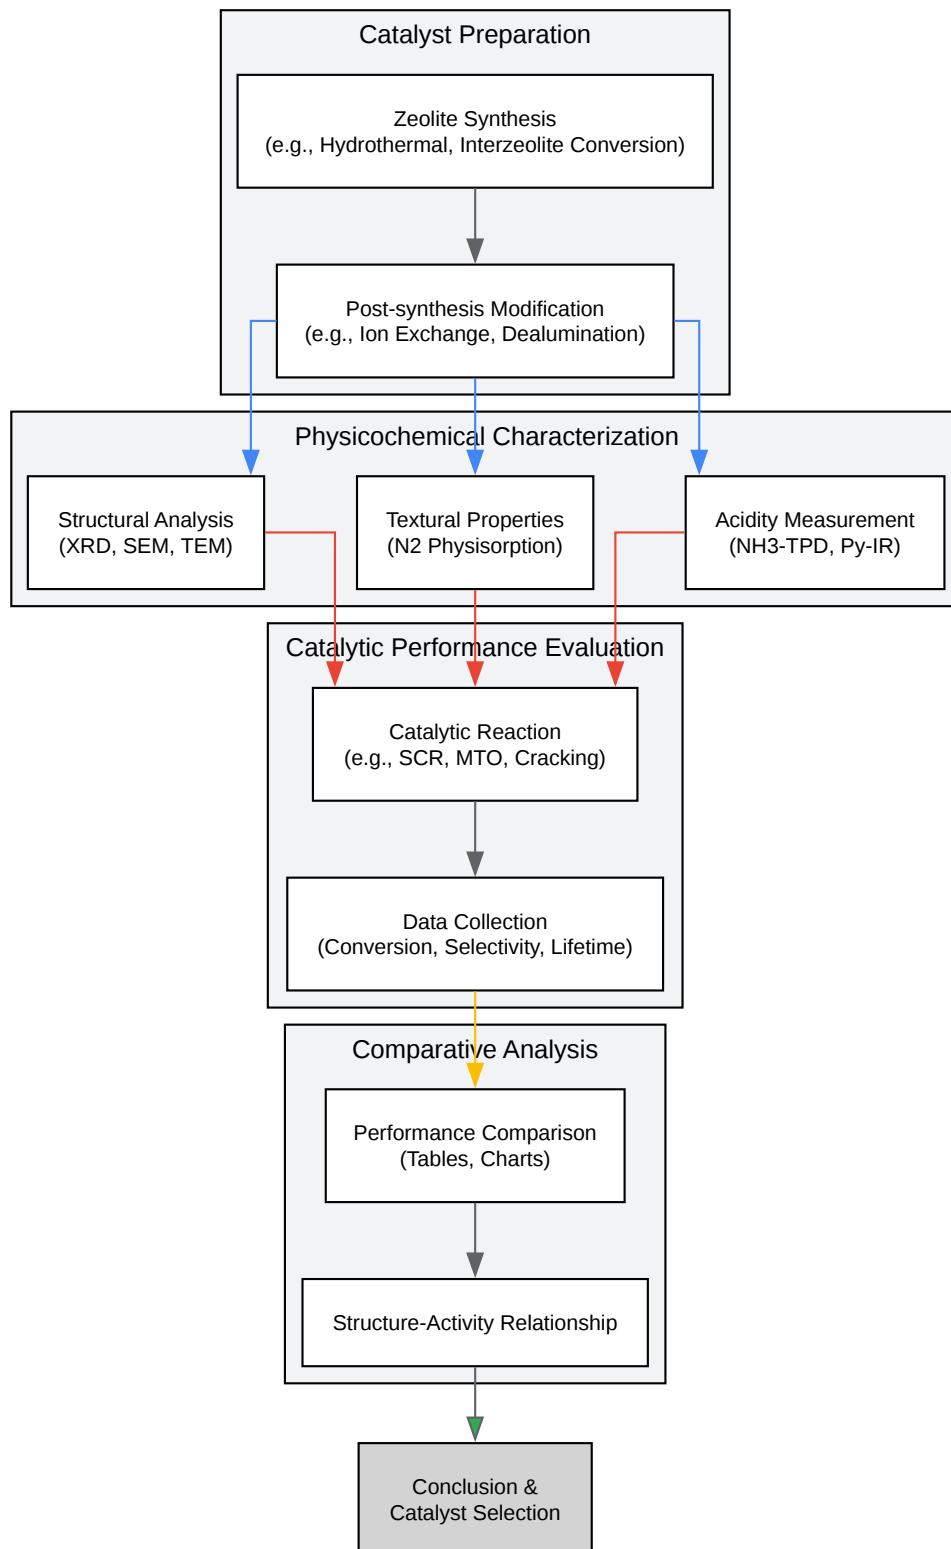 Catalyst Preparation
Zeolite Synthesis
(e.g., Hydrothermal, Interzeolite Conversion)
Post-synthesis Modification
(e.g., Ion Exchange, Dealumination)
Physicochemical Characterization
Structural Analysis
(XRD, SEM, TEM)
Textural Properties
(N2 Physisorption)
Acidity Measurement
(NH3-TPD, Py-IR)
Catalytic Performance Evaluation
Catalytic Reaction
(e.g., SCR, MTO, Cracking)
Data Collection
(Conversion, Selectivity, Lifetime)
Comparative Analysis
Performance Comparison
(Tables, Charts)
Structure-Activity Relationship
Conclusion &
Catalyst Selection